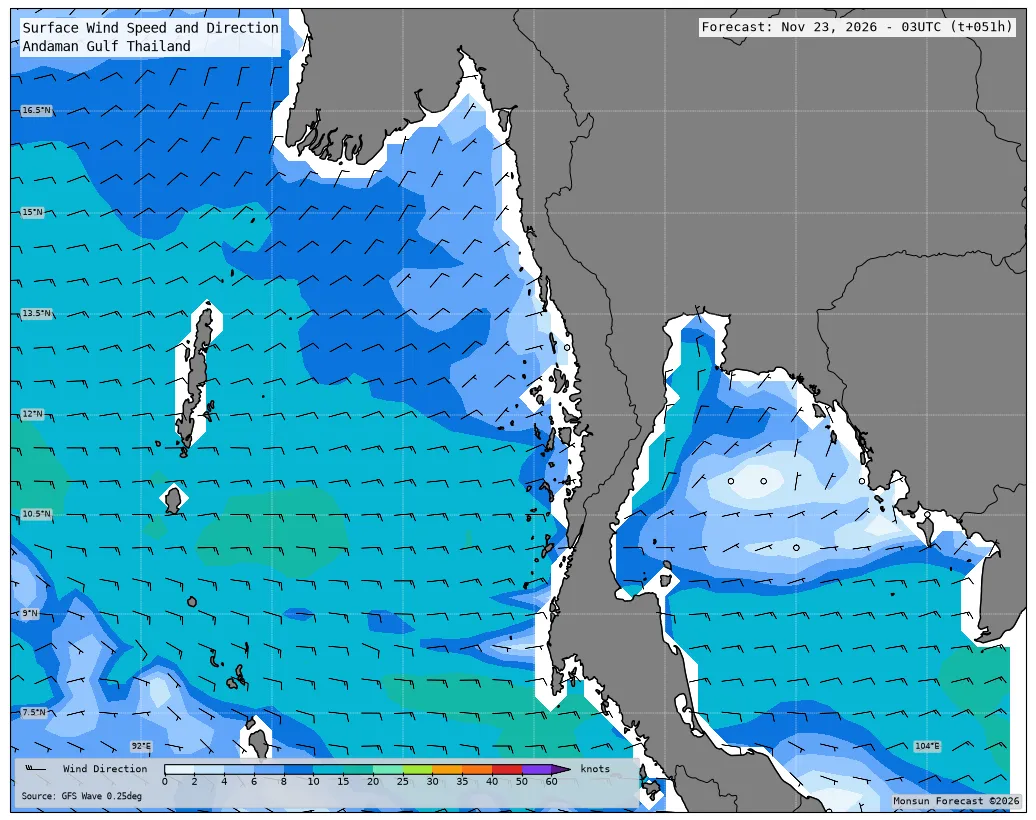 Surface Wind Speed and Direction
Andaman Gulf Thailand
Forecast: Nov 23, 2026 - 03UTC (t+051h)
16.5°N
15°N
13.5°N
12°N
10.5°N
9°N
7.5°N
92°E
104°E
Wind Direction
0 2 4 6 8 10 15 20 25 30 35 40 50 60
knots
Source: GFS Wave 0.25deg
Monsun Forecast ©2026